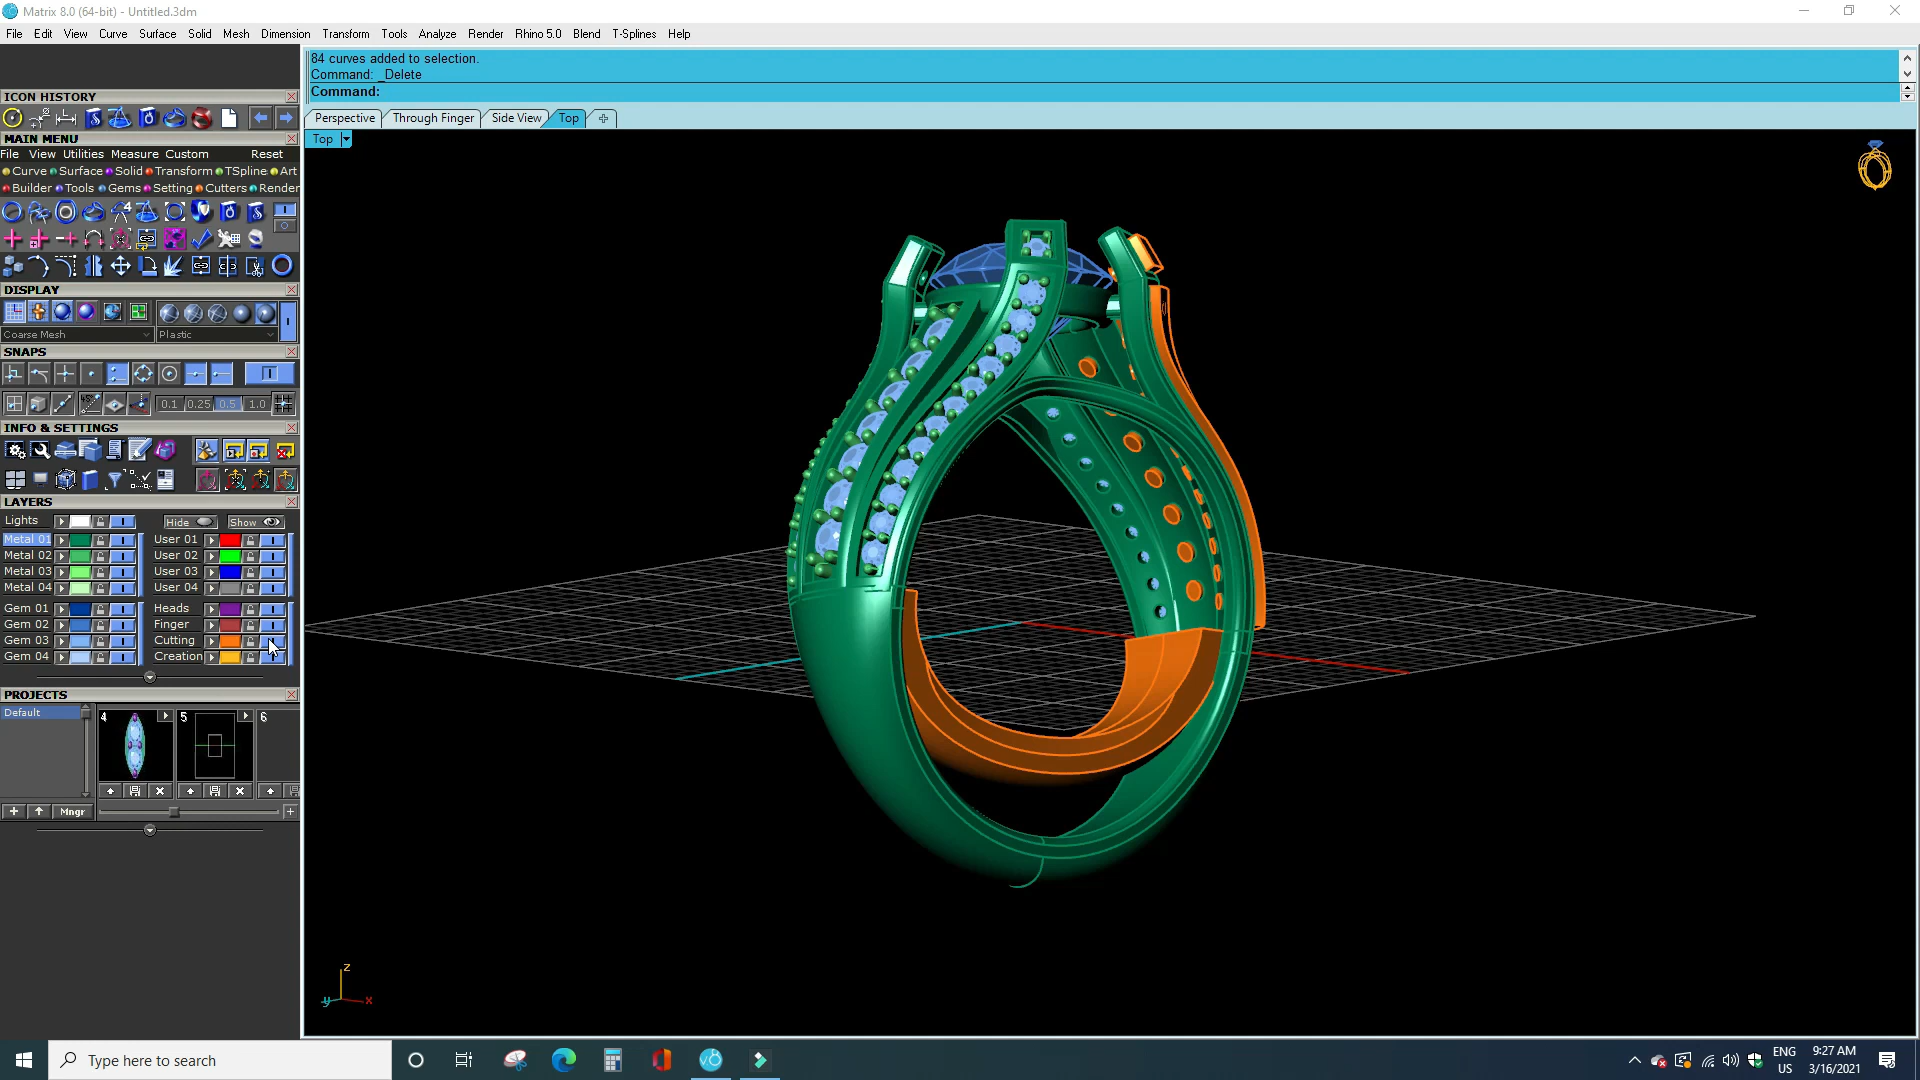 Matrix 8.0 (64-bit) - Untitled.3dm
File Edit View Curve Surface Solid Mesh Dimension Transform Tools Analyze Render Rhino 5.0 Blend T-Splines Help
84 curves added to selection.
Command: _Delete
Command:
ICON HISTORY
Perspective Through Finger Side View Top
Top
MAIN MENU
File View Utilities Measure Custom Reset
Curve Surface Solid Transform TSpline Art
Builder Tools Gems Setting Cutters Render
DISPLAY
Coarse Mesh Plastic
SNAPS
0.1 0.25 0.5 1.0
INFO & SETTINGS
LAYERS
Lights Hide Show
Metal 01 User 01
Metal 02 User 02
Metal 03 User 03
Metal 04 User 04
Gem 01 Heads
Gem 02 Finger
Gem 03 Cutting
Gem 04 Creation
PROJECTS
Default
4 5 6
Mngr
z
y x
Type here to search
ENG
US
9:27 AM
3/16/2021